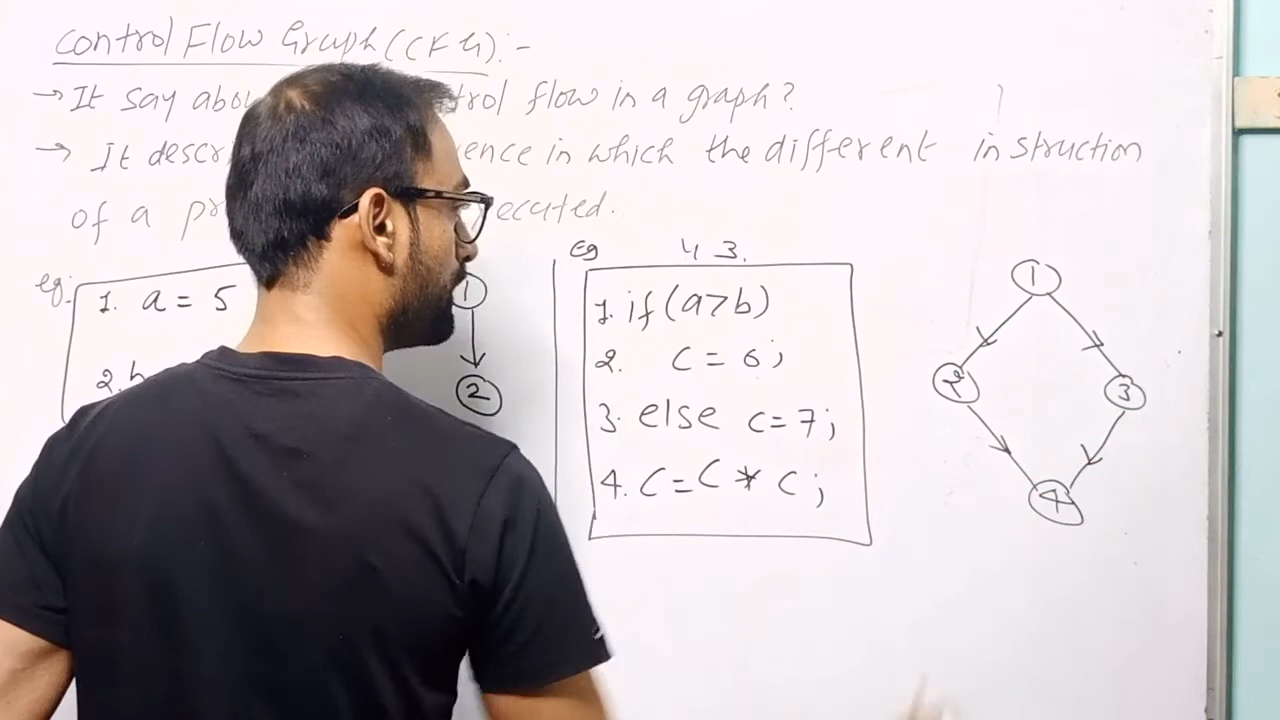 Control Flow Graph (CFG):-
→ It say abou trol flow in a graph?
→ It descr ence in which the different instruction
of a pr ecuted.
eg:
1. a = 5
2. b
1
2
Eg 4 3.
1. if (a>b)
2. c = 6;
3. else c=7;
4. C=C * C;
1
2 3
4